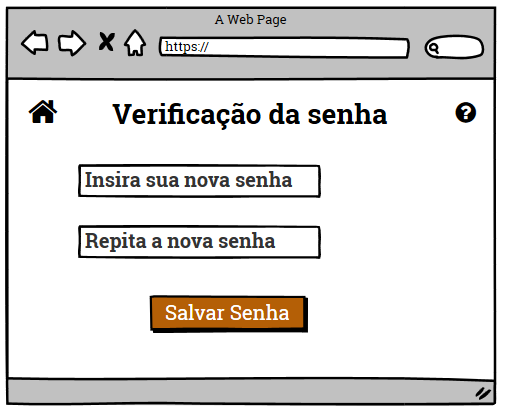 A Web Page
https://
Verificação da senha
?
Insira sua nova senha
Repita a nova senha
Salvar Senha